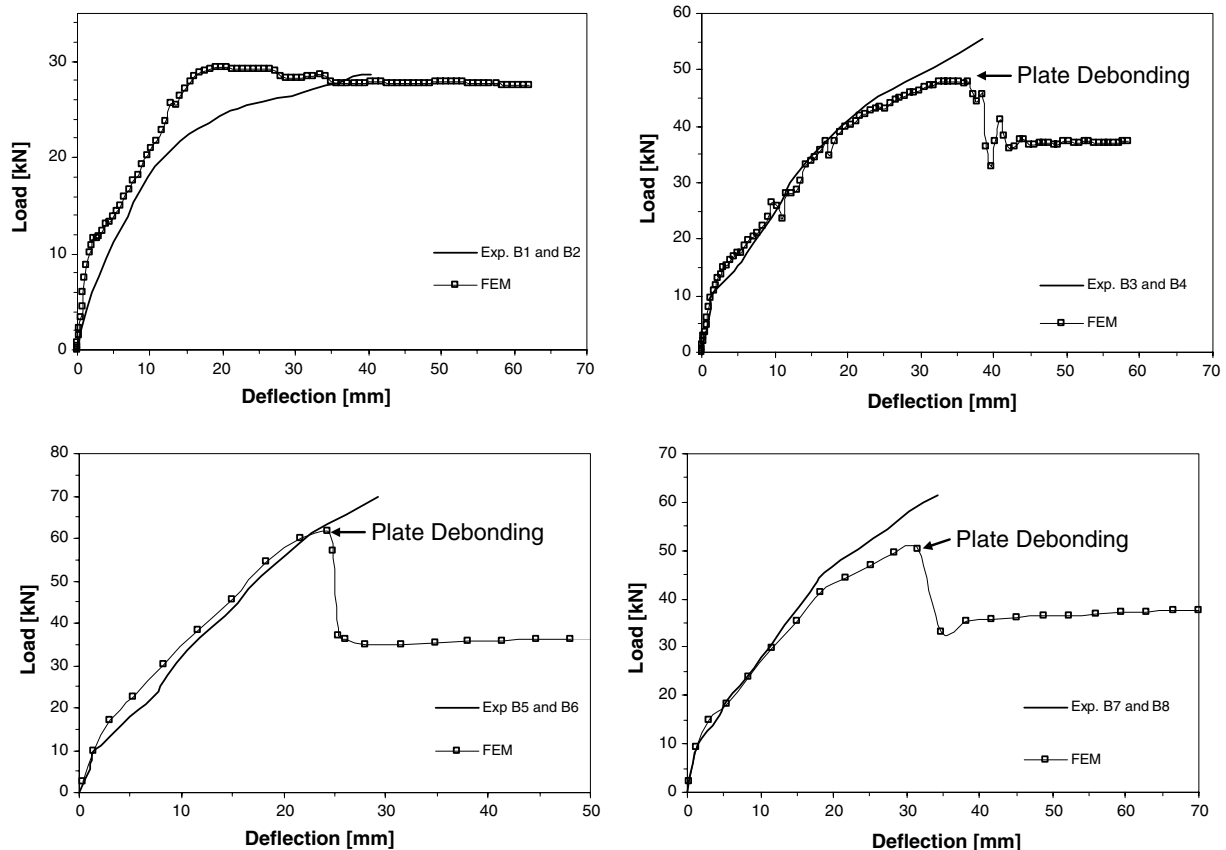 30
20
10
0
Load [kN]
0 10 20 30 40 50 60 70
Deflection [mm]
Exp. B1 and B2
FEM
60
50
40
30
20
10
0
Load [kN]
0 10 20 30 40 50 60 70
Deflection [mm]
Plate Debonding
Exp. B3 and B4
FEM
80
70
60
50
40
30
20
10
0
Load [kN]
0 10 20 30 40 50
Deflection [mm]
Plate Debonding
Exp B5 and B6
FEM
70
60
50
40
30
20
10
0
Load [kN]
0 10 20 30 40 50 60 70
Deflection [mm]
Plate Debonding
Exp. B7 and B8
FEM